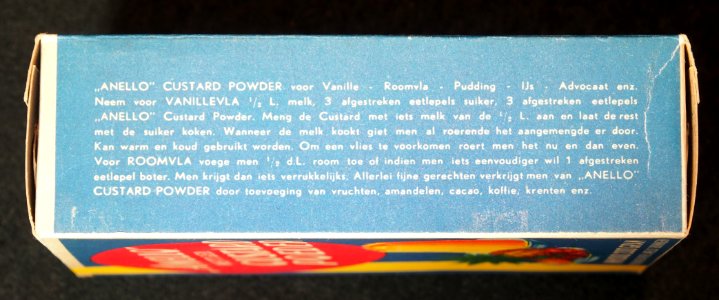 „ANELLO" CUSTARD POWDER voor Vanille - Roomvla - Pudding - IJs - Advocaat enz.
Neem voor VANILLEVLA 1/2 L. melk, 3 afgestreken eetlepels suiker, 3 afgestreken eetlepels
„ANELLO" Custard Powder. Meng de Custard met iets melk van de 1/2 L. aan en laat de rest
met de suiker koken. Wanneer de melk kookt giet men al roerende het aangemengde er door.
Kan warm en koud gebruikt worden. Om een vlies te voorkomen roert men het nu en dan even.
Voor ROOMVLA voege men 1/2 d.L. room toe of indien men iets eenvoudiger wil 1 afgestreken
eetlepel boter. Men krijgt dan iets verrukkelijks. Allerlei fijne gerechten verkrijgt men van „ANELLO"
CUSTARD POWDER door toevoeging van vruchten, amandelen, cacao, koffie, krenten enz.